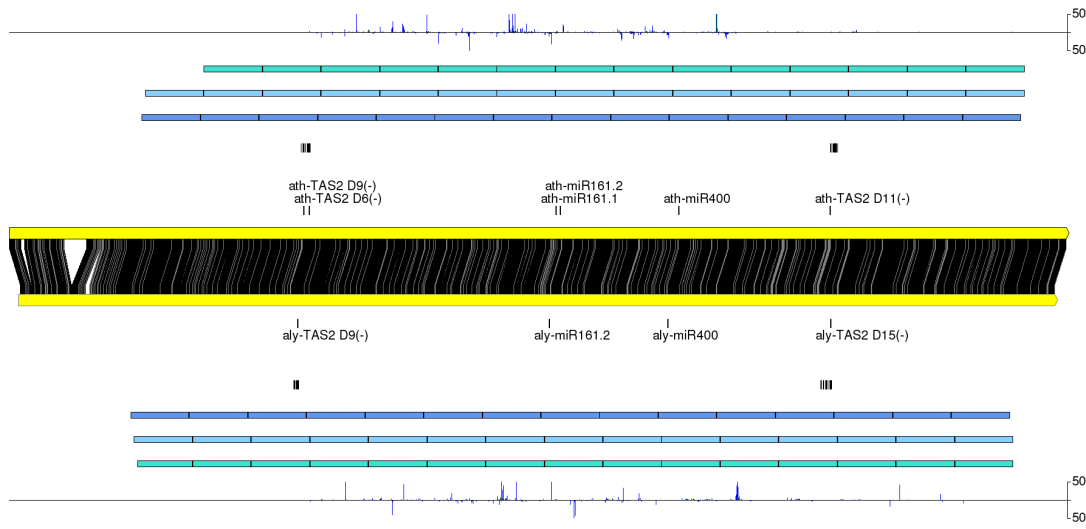 50
50
ath-TAS2 D9(-)
ath-miR161.2
ath-TAS2 D6(-)
ath-miR161.1
ath-miR400
ath-TAS2 D11(-)
aly-TAS2 D9(-)
aly-miR161.2
aly-miR400
aly-TAS2 D15(-)
50
50